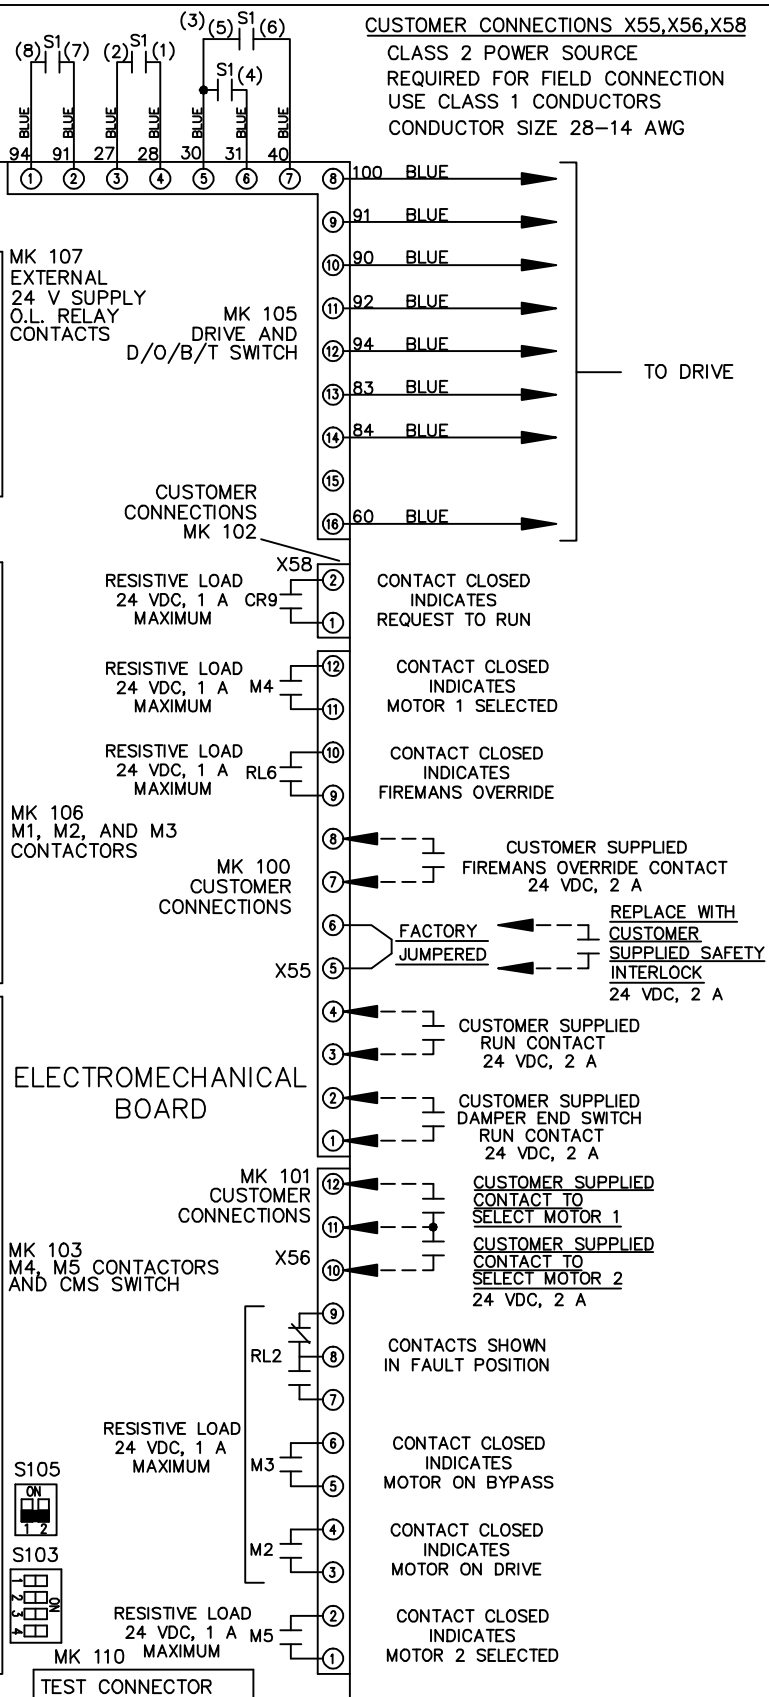 CUSTOMER CONNECTIONS X55,X56,X58
CLASS 2 POWER SOURCE
REQUIRED FOR FIELD CONNECTION
USE CLASS 1 CONDUCTORS
CONDUCTOR SIZE 28–14 AWG
(8) S1 (7)
(2) S1 (1)
(3) (5) S1 (6)
S1 (4)
BLUE BLUE BLUE BLUE BLUE BLUE BLUE
94 91 27 28 30 31 40
1 2 3 4 5 6 7
8 100 BLUE
9 91 BLUE
10 90 BLUE
11 92 BLUE
12 94 BLUE
13 83 BLUE
14 84 BLUE
15
16 60 BLUE
TO DRIVE
MK 107
EXTERNAL
24 V SUPPLY
O.L. RELAY
CONTACTS
MK 105
DRIVE AND
D/O/B/T SWITCH
CUSTOMER
CONNECTIONS
MK 102
X58
RESISTIVE LOAD
24 VDC, 1 A
MAXIMUM
CR9
2
1
CONTACT CLOSED
INDICATES
REQUEST TO RUN
RESISTIVE LOAD
24 VDC, 1 A
MAXIMUM
M4
12
11
CONTACT CLOSED
INDICATES
MOTOR 1 SELECTED
RESISTIVE LOAD
24 VDC, 1 A
MAXIMUM
RL6
10
9
CONTACT CLOSED
INDICATES
FIREMANS OVERRIDE
MK 106
M1, M2, AND M3
CONTACTORS
MK 100
CUSTOMER
CONNECTIONS
8
7
CUSTOMER SUPPLIED
FIREMANS OVERRIDE CONTACT
24 VDC, 2 A
6
5
X55
FACTORY
JUMPERED
REPLACE WITH
CUSTOMER
SUPPLIED SAFETY
INTERLOCK
24 VDC, 2 A
4
3
CUSTOMER SUPPLIED
RUN CONTACT
24 VDC, 2 A
ELECTROMECHANICAL
BOARD
2
1
CUSTOMER SUPPLIED
DAMPER END SWITCH
RUN CONTACT
24 VDC, 2 A
MK 101
CUSTOMER
CONNECTIONS
X56
12
11
10
CUSTOMER SUPPLIED
CONTACT TO
SELECT MOTOR 1
CUSTOMER SUPPLIED
CONTACT TO
SELECT MOTOR 2
24 VDC, 2 A
MK 103
M4, M5 CONTACTORS
AND CMS SWITCH
9
8
7
RL2
CONTACTS SHOWN
IN FAULT POSITION
RESISTIVE LOAD
24 VDC, 1 A
MAXIMUM
M3
6
5
CONTACT CLOSED
INDICATES
MOTOR ON BYPASS
M2
4
3
CONTACT CLOSED
INDICATES
MOTOR ON DRIVE
S105
ON
1 2
S103
1
2
3
4
ON
RESISTIVE LOAD
24 VDC, 1 A
MAXIMUM
M5
2
1
CONTACT CLOSED
INDICATES
MOTOR 2 SELECTED
MK 110
TEST CONNECTOR